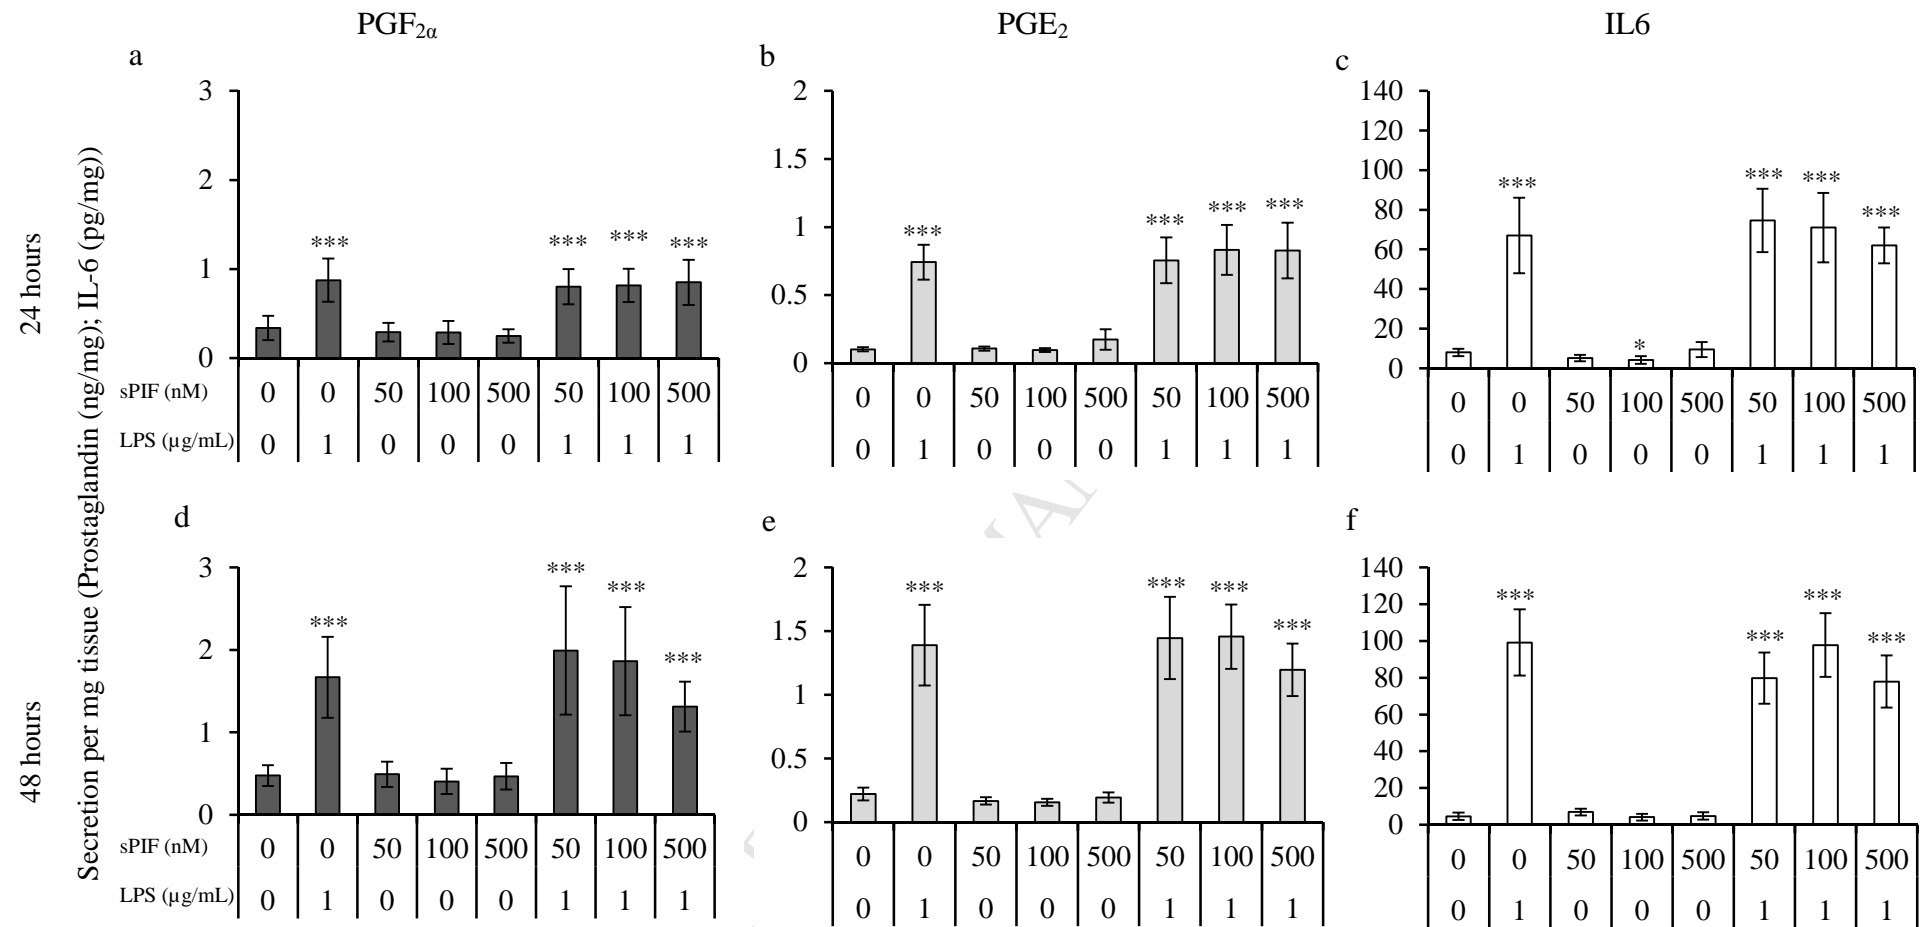 PGF2α PGE2 IL6
a b c
3 2 140
120
1.5 100
2 80
1 60
1 0.5 40
20
0 0 0
*** *** *** ***
*** *** *** ***
*** * *** *** ***
24 hours
Secretion per mg tissue (Prostaglandin (ng/mg); IL-6 (pg/mg))
sPIF (nM) 0 0 50 100 500 50 100 500
LPS (µg/mL) 0 1 0 0 0 1 1 1
0 0 50 100 500 50 100 500
0 1 0 0 0 1 1 1
0 0 50 100 500 50 100 500
0 1 0 0 0 1 1 1
d e f
3 2 140
120
1.5 100
2 80
1 60
1 0.5 40
20
0 0 0
*** *** *** ***
*** *** *** ***
*** *** *** ***
48 hours
sPIF (nM) 0 0 50 100 500 50 100 500
LPS (µg/mL) 0 1 0 0 0 1 1 1
0 0 50 100 500 50 100 500
0 1 0 0 0 1 1 1
0 0 50 100 500 50 100 500
0 1 0 0 0 1 1 1